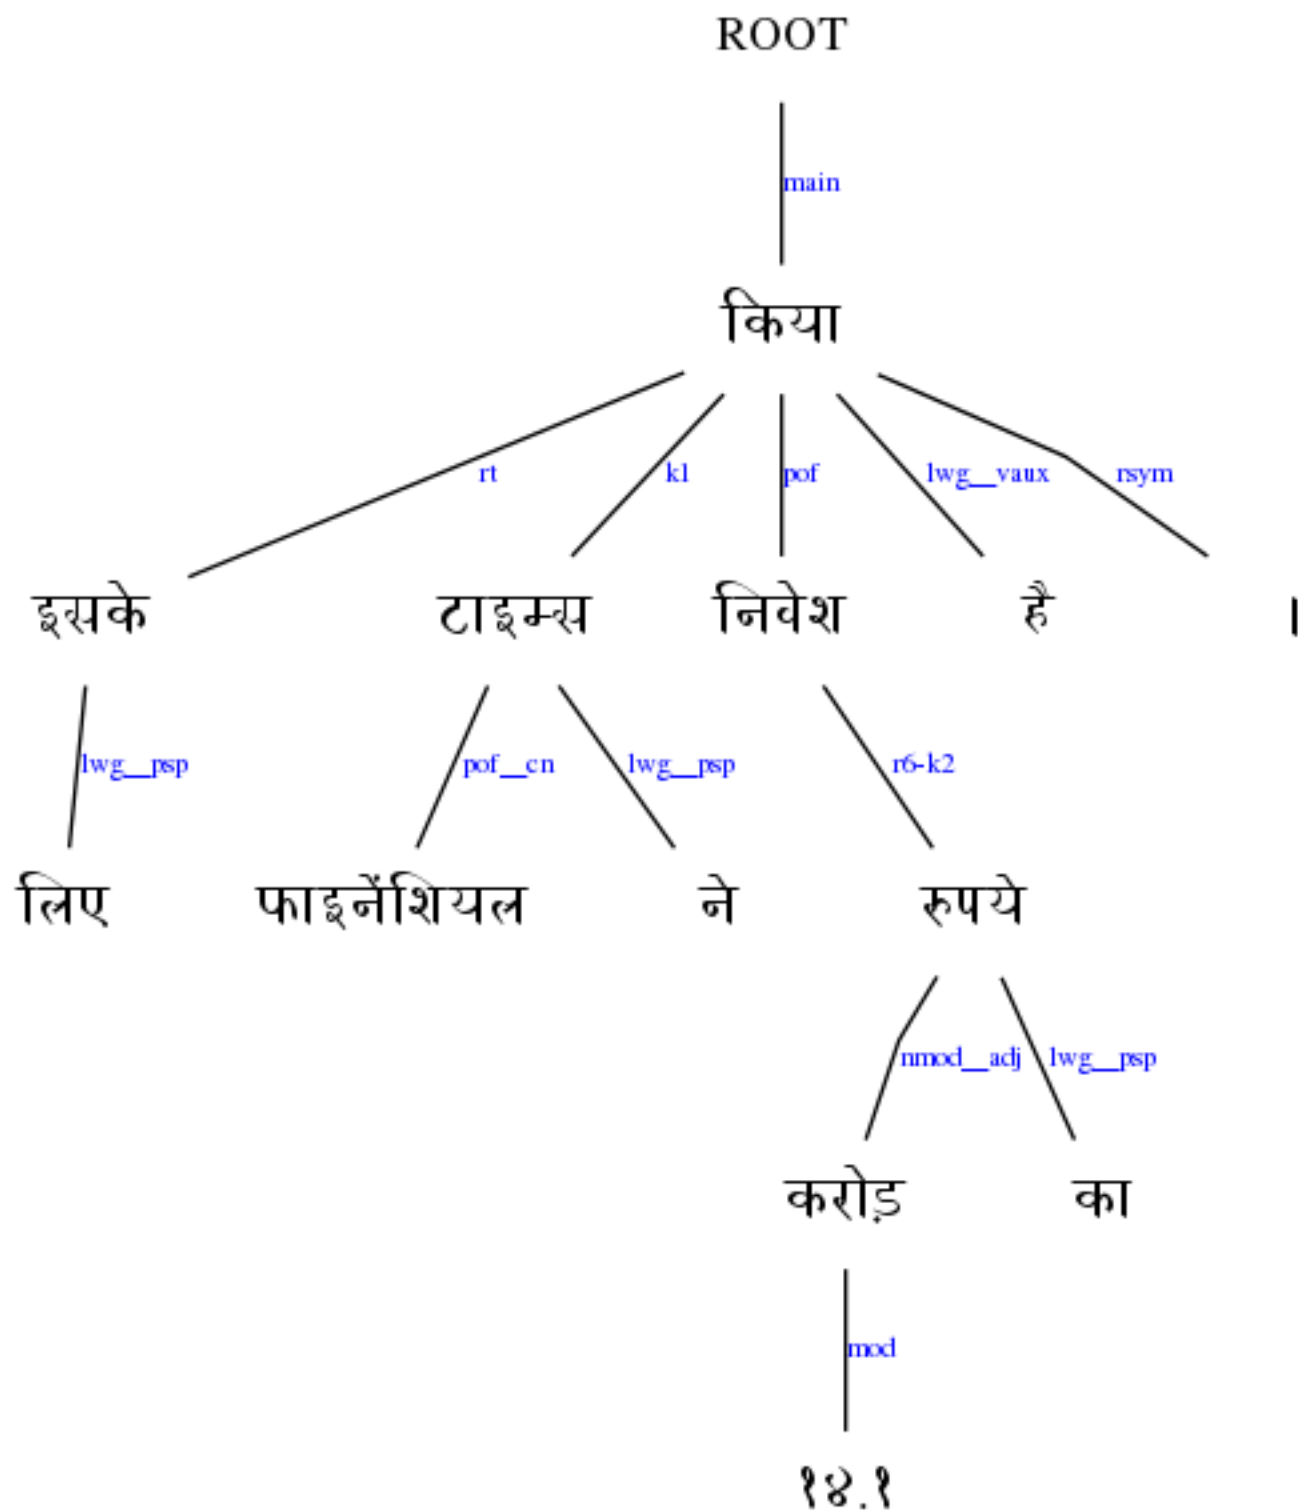 ROOT
main
किया
rt k1 pof lwg__vaux rsym
इसके टाइम्स निवेश है ।
lwg__psp pof__cn lwg__psp r6-k2
लिए फाइनेंशियल ने रुपये
nmod__adj lwg__psp
करोड़ का
mod
१४.१